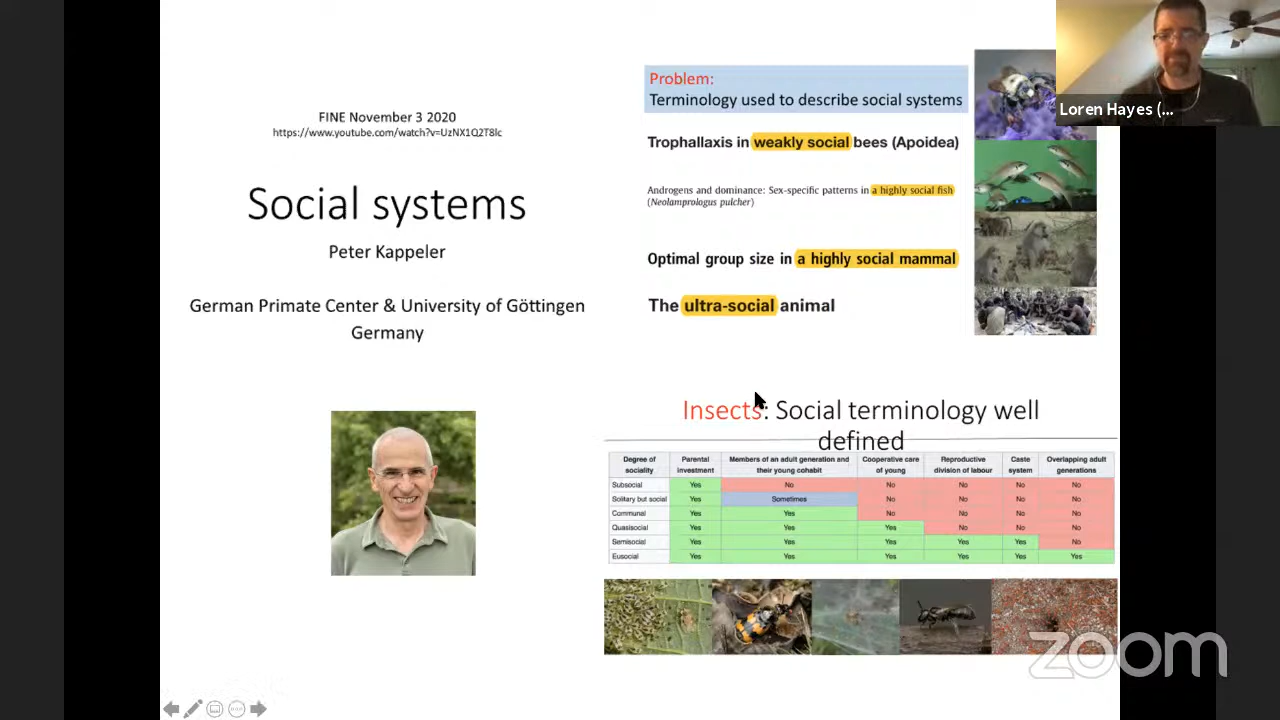 FINE November 3 2020
https://www.youtube.com/watch?v=UzNX1Q2T8lc
Social systems
Peter Kappeler
German Primate Center & University of Göttingen
Germany
Problem:
Terminology used to describe social systems
Trophallaxis in weakly social bees (Apoidea)
Androgens and dominance: Sex-specific patterns in a highly social fish
(Neolamprologus pulcher)
Optimal group size in a highly social mammal
The ultra-social animal
Loren Hayes (...
Insects: Social terminology well
defined
Degree of sociality Parental investment Members of an adult generation and their young cohabit Cooperative care of young Reproductive division of labour Caste system Overlapping adult generations
Subsocial Yes No No No No No
Solitary but social Yes Sometimes No No No No
Communal Yes Yes No No No No
Quasisocial Yes Yes Yes No No No
Semisocial Yes Yes Yes Yes Yes No
Eusocial Yes Yes Yes Yes Yes Yes
zoom